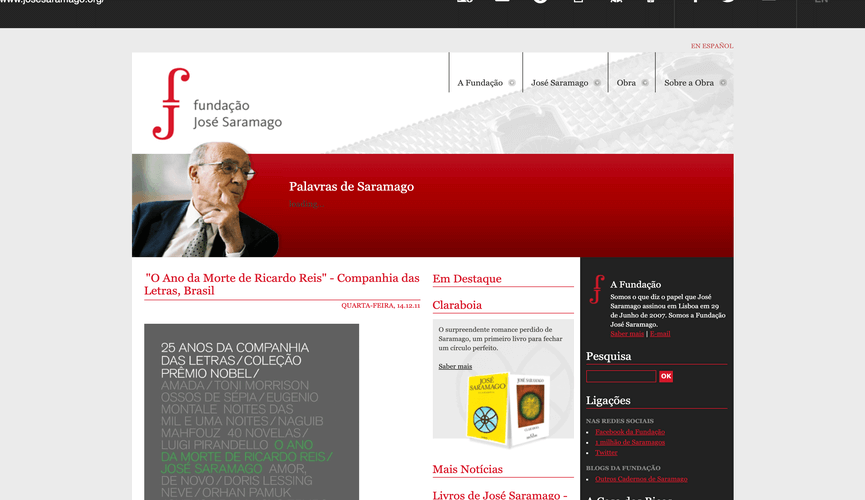 www.josesaramago.org/
EN
EN ESPAÑOL
fundação
José Saramago
A Fundação
José Saramago
Obra
Sobre a Obra
Palavras de Saramago
loading...
"O Ano da Morte de Ricardo Reis" - Companhia das
Letras, Brasil
QUARTA-FEIRA, 14.12.11
25 ANOS DA COMPANHIA
DAS LETRAS/COLEÇÃO
PRÊMIO NOBEL/
AMADA/TONI MORRISON
OSSOS DE SÉPIA/EUGENIO
MONTALE NOITES DAS
MIL E UMA NOITES/NAGUIB
MAHFOUZ 40 NOVELAS/
LUIGI PIRANDELLO O ANO
DA MORTE DE RICARDO REIS/
JOSÉ SARAMAGO AMOR,
DE NOVO/DORIS LESSING
NEVE/ORHAN PAMUK
Em Destaque
Claraboia
O surpreendente romance perdido de
Saramago, um primeiro livro para fechar
um círculo perfeito.
Saber mais
JOSÉ
SARAMAGO
JOSÉ SARAMAGO
Mais Notícias
Livros de José Saramago -
A Fundação
Somos o que diz o papel que José
Saramago assinou em Lisboa em 29
de Junho de 2007. Somos a Fundação
José Saramago.
Saber mais | E-mail
Pesquisa
OK
Ligações
NAS REDES SOCIAIS
Facebook da Fundação
1 milhão de Saramagos
Twitter
BLOGS DA FUNDAÇÃO
Outros Cadernos de Saramago
A Casa dos Bicos